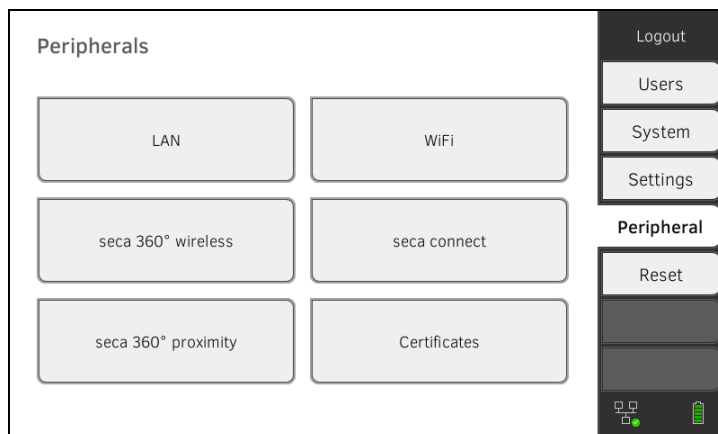 Peripherals
LAN
WiFi
seca 360° wireless
seca connect
seca 360° proximity
Certificates
Logout
Users
System
Settings
Peripheral
Reset